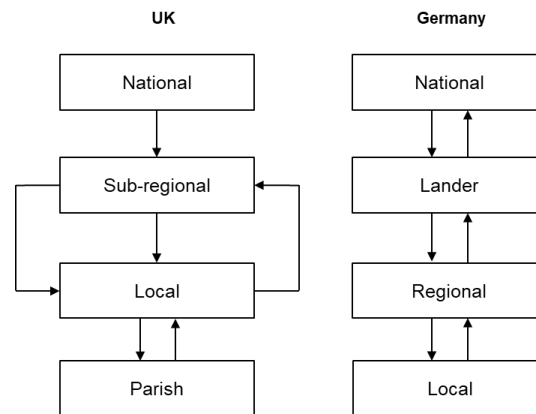 UK
National
Sub-regional
Local
Parish
Germany
National
Lander
Regional
Local